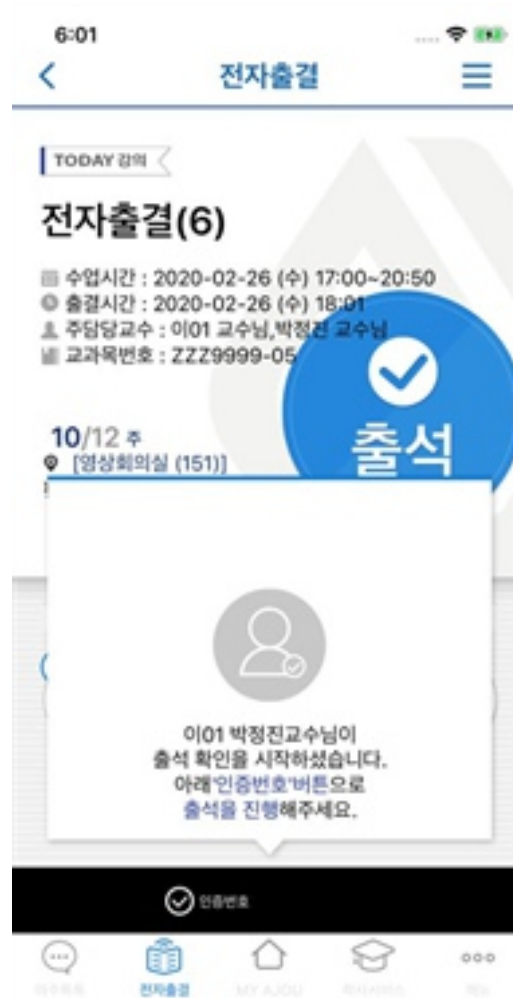 6:01
전자출결
TODAY 강의
전자출결(6)
수업시간 : 2020-02-26 (수) 17:00~20:50
출결시간 : 2020-02-26 (수) 18:01
주담당교수 : 이01 교수님,박정진 교수님
교과목번호 : ZZZ9999-05
출석
10/12 주
[영상회의실 (151)]
이01 박정진교수님이
출석 확인을 시작하셨습니다.
아래'인증번호'버튼으로
출석을 진행해주세요.
인증번호
전자출결
MY AJOU
메뉴